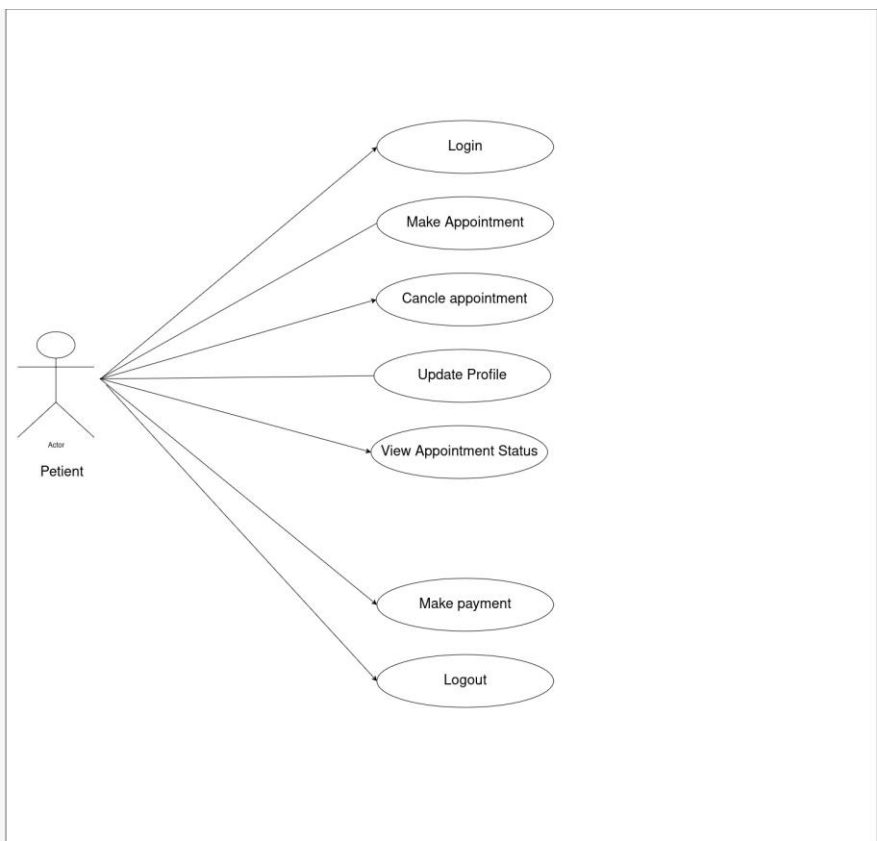 Login
Make Appointment
Cancle appointment
Update Profile
View Appointment Status
Actor
Petient
Make payment
Logout